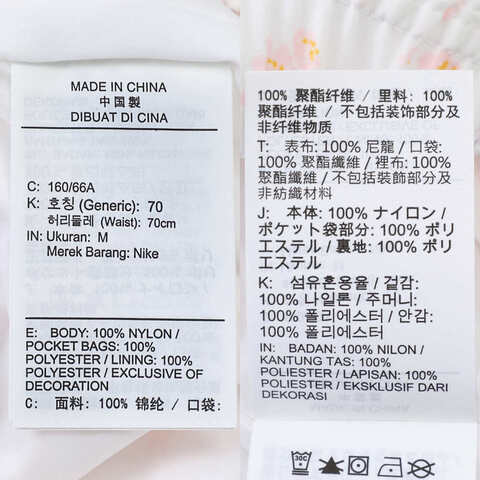 MADE IN CHINA
中國製
DIBUAT DI CINA
C: 160/66A
K: 호칭 (Generic): 70
허리둘레 (Waist): 70cm
IN: Ukuran: M
Merek Barang: Nike
E: BODY: 100% NYLON /
POCKET BAGS: 100%
POLYESTER / LINING: 100%
POLYESTER / EXCLUSIVE OF
DECORATION
C: 面料: 100% 锦纶 / 口袋:
100% 聚酯纤维 / 里料: 100%
聚酯纤维 / 不包括装饰部分及
非纤维物质
T: 表布: 100% 尼龍 / 口袋:
100% 聚酯纖維 / 裡布: 100%
聚酯纖維 / 不包括裝飾部分及
非紡織材料
J: 本体: 100% ナイロン /
ポケット袋部分: 100% ポリ
エステル / 裏地: 100% ポリ
エステル
K: 섬유혼용율 / 겉감:
100% 나일론 / 주머니:
100% 폴리에스터 / 안감:
100% 폴리에스터
IN: BADAN: 100% NILON /
KANTUNG TAS: 100%
POLIESTER / LAPISAN: 100%
POLIESTER / EKSKLUSIF DARI
DEKORASI
30C